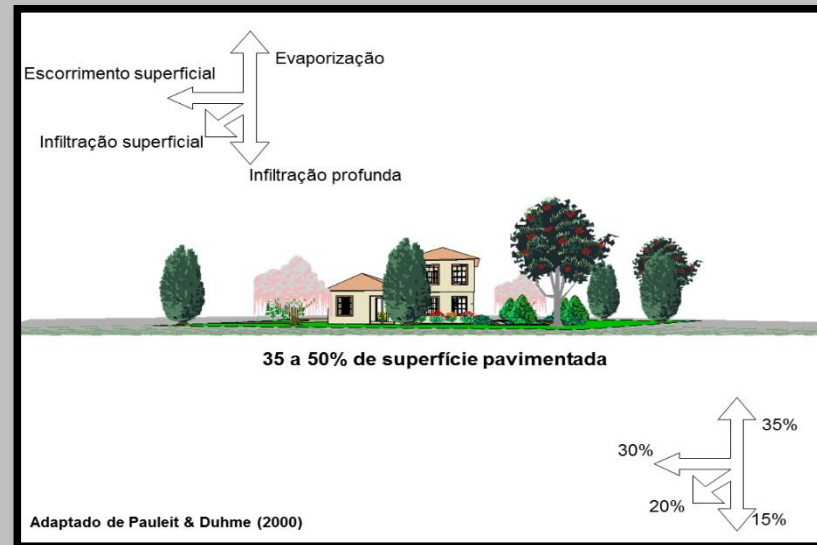 Evaporização
Escorrimento superficial
Infiltração superficial
Infiltração profunda
35 a 50% de superfície pavimentada
35%
30%
20%
15%
Adaptado de Pauleit & Duhme (2000)